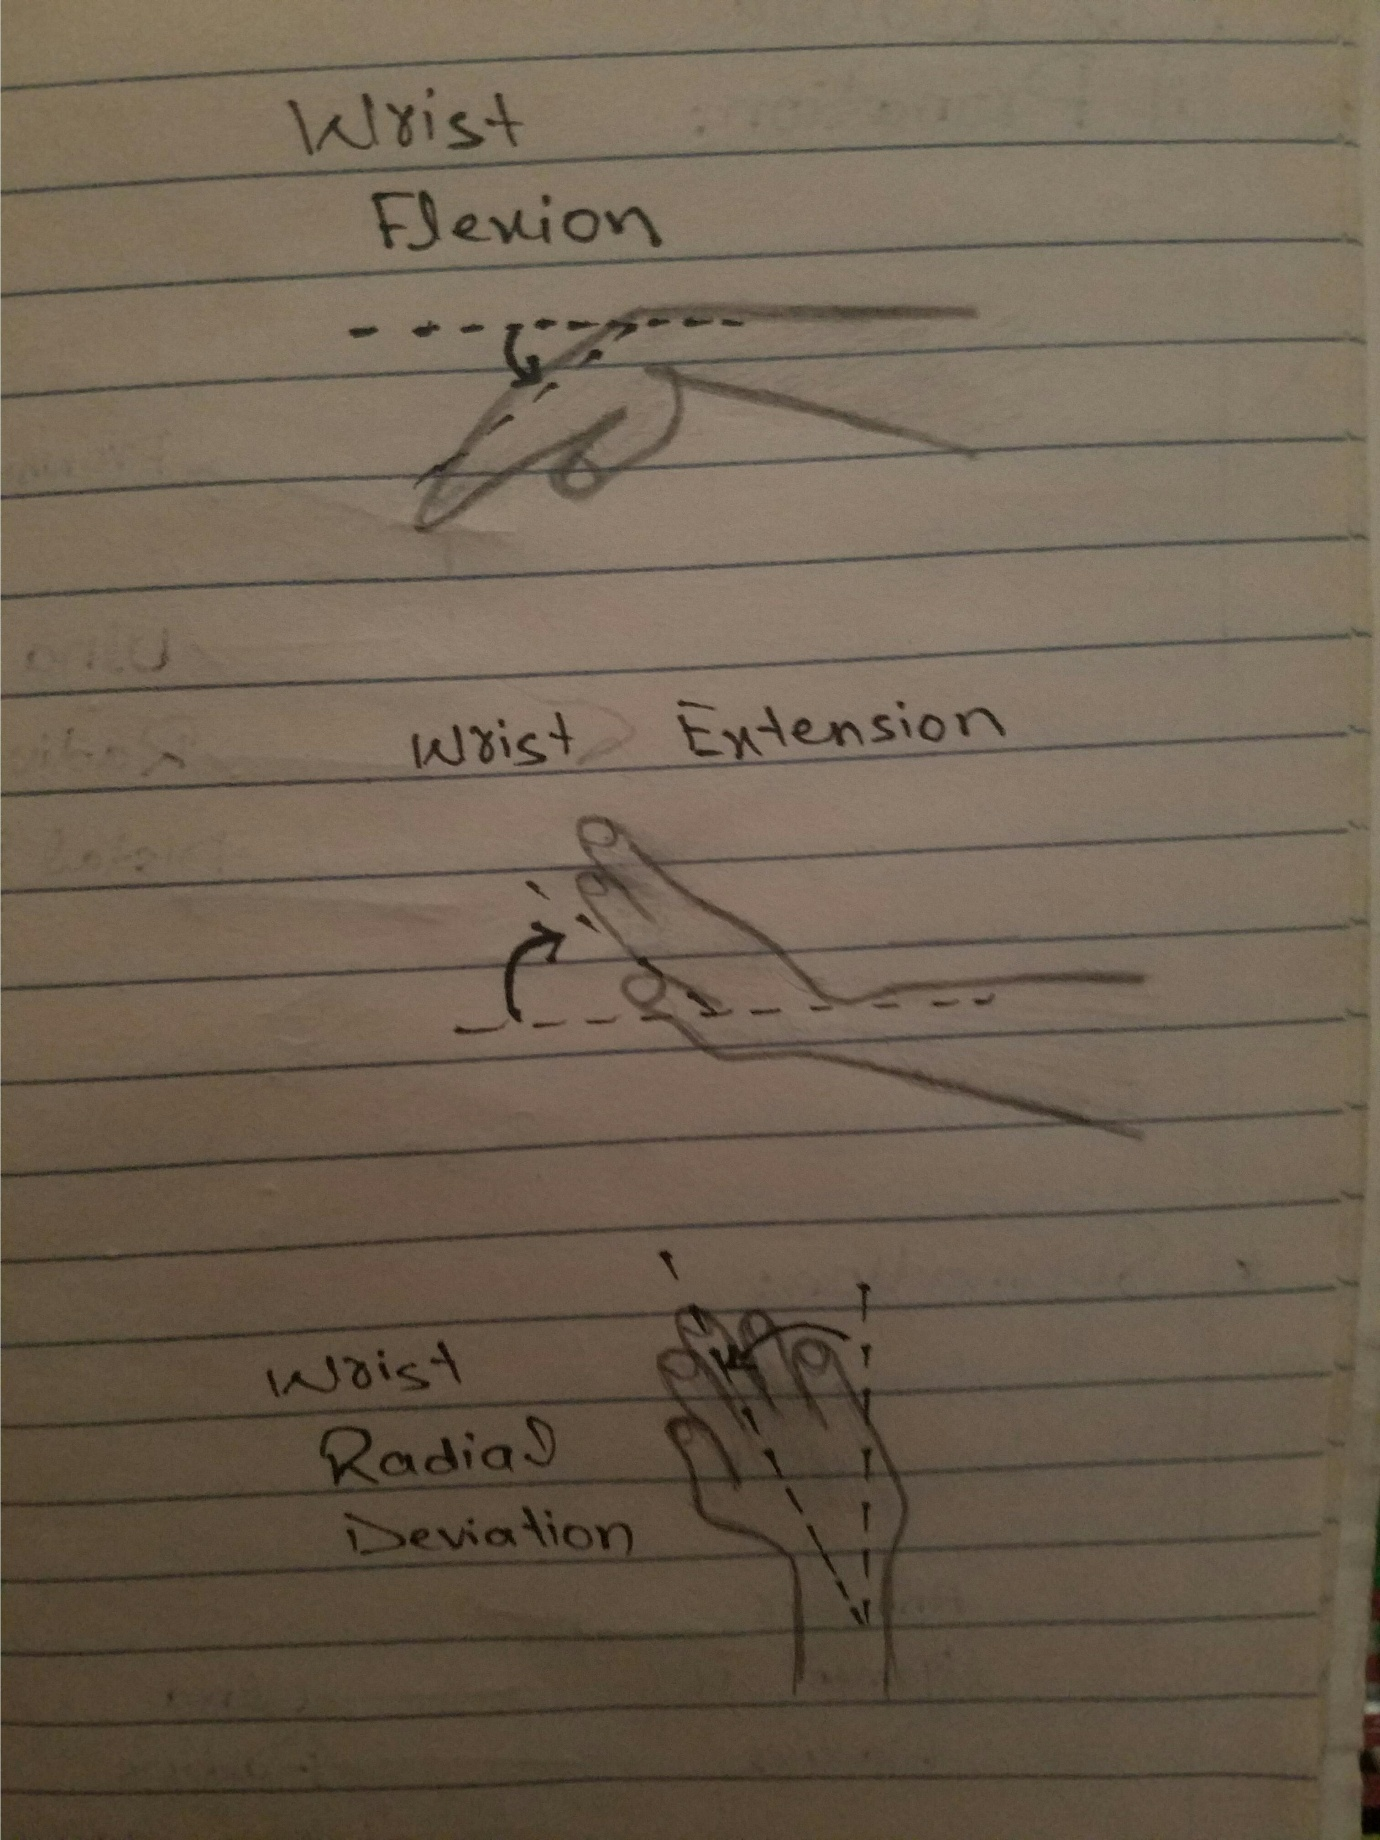 Wrist
Flexion
Wrist Extension
Wrist
Radial
Deviation